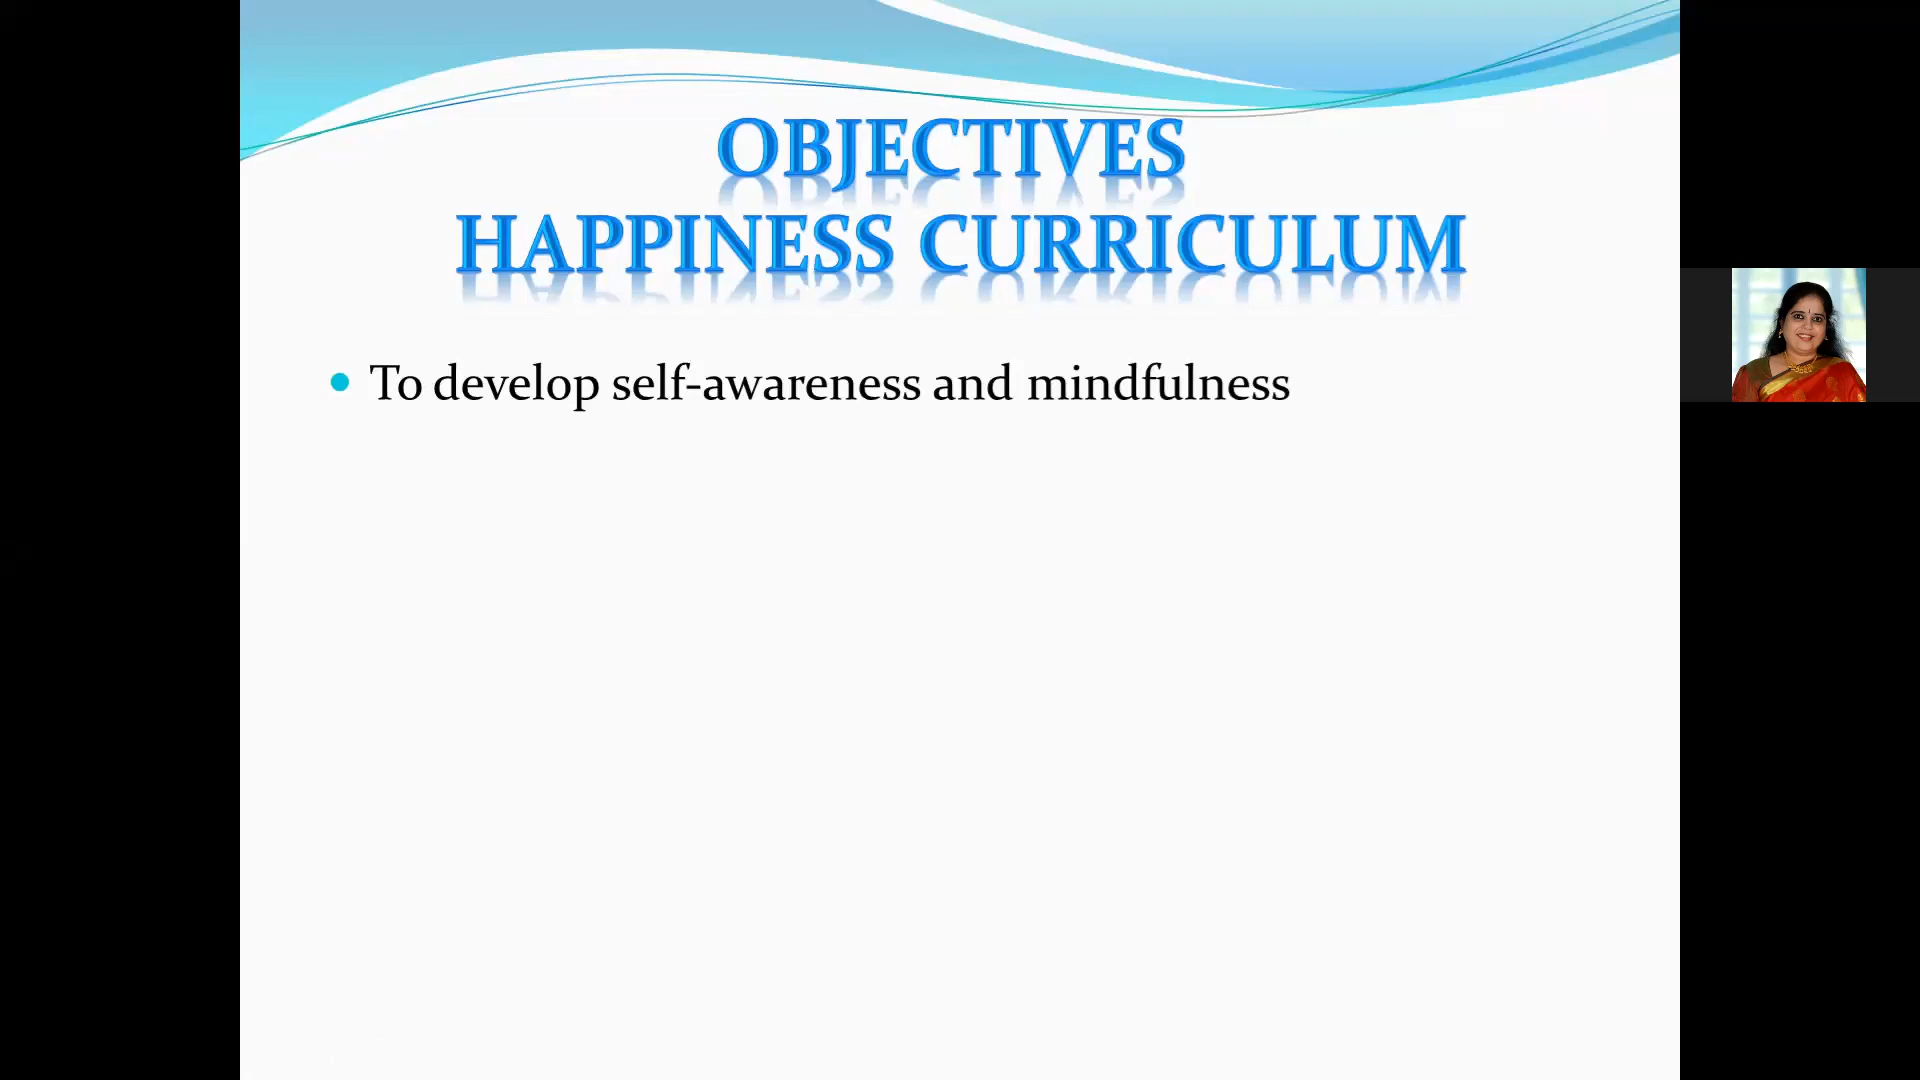 OBJECTIVES
HAPPINESS CURRICULUM
• To develop self-awareness and mindfulness